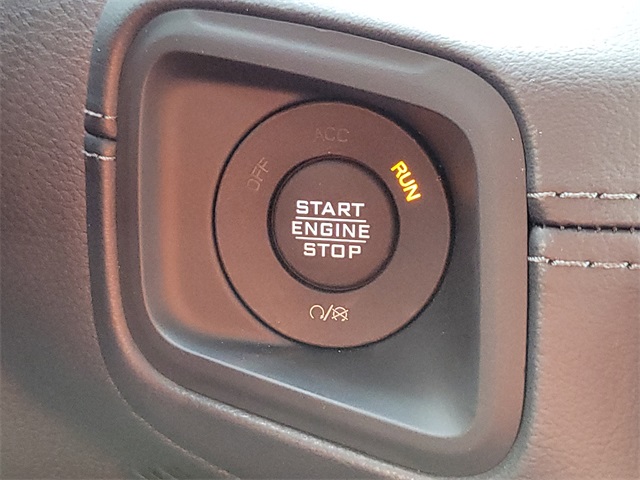 ACC
OFF
RUN
START
ENGINE
STOP